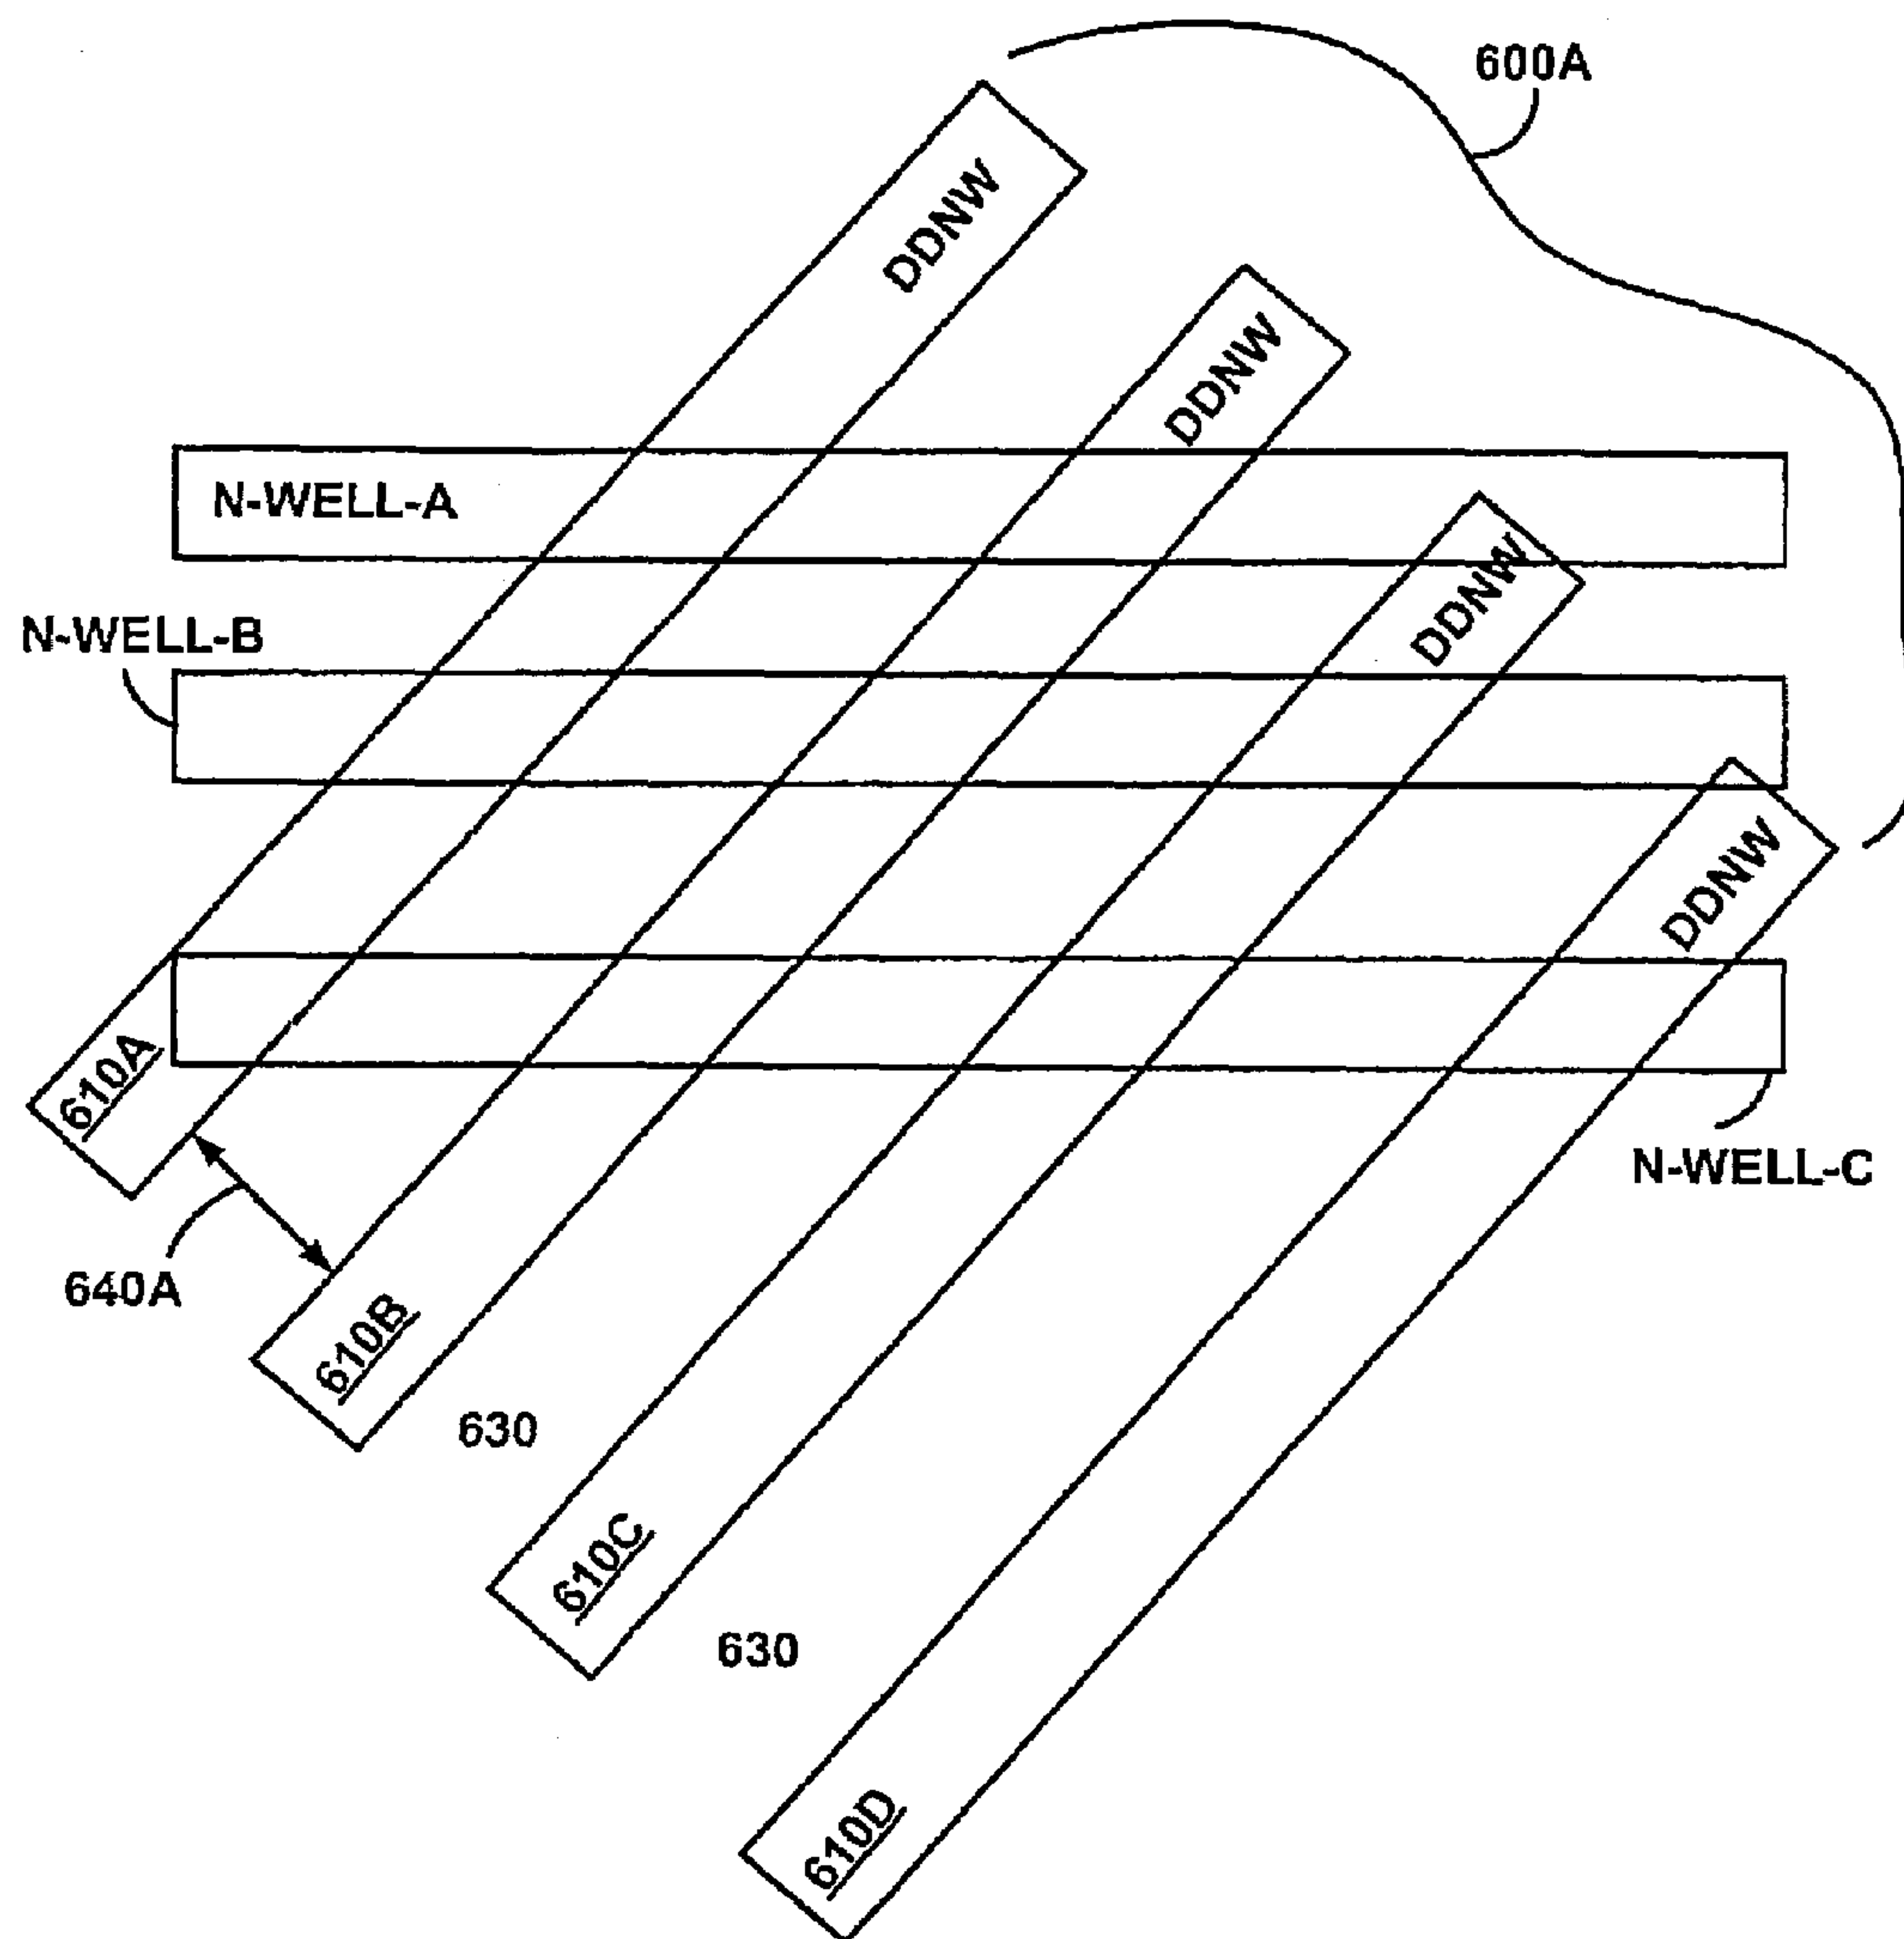 600A
DDNW
DDNW
N-WELL-A
DDNW
N-WELL-B
DDNW
610A
N-WELL-C
640A
610B
630
610C
630
610D